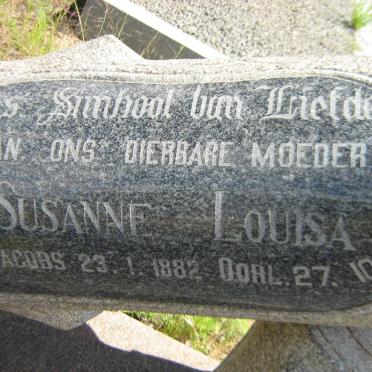 s Simbool van Liefde
AN ONS DIERBARE MOEDER
SUSANNE LOUISA
JACOBS 23.1.1882 OORL.27.10